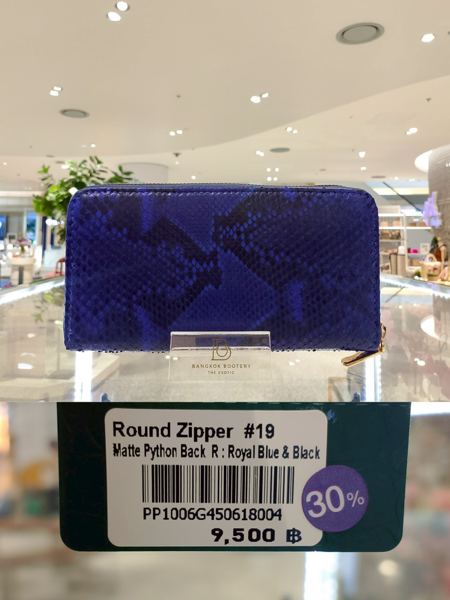 BANGKOK BOOTERY
THE EXOTIC
Round Zipper #19
Matte Python Back R : Royal Blue & Black
PP1006G450618004
30%
9,500 ฿